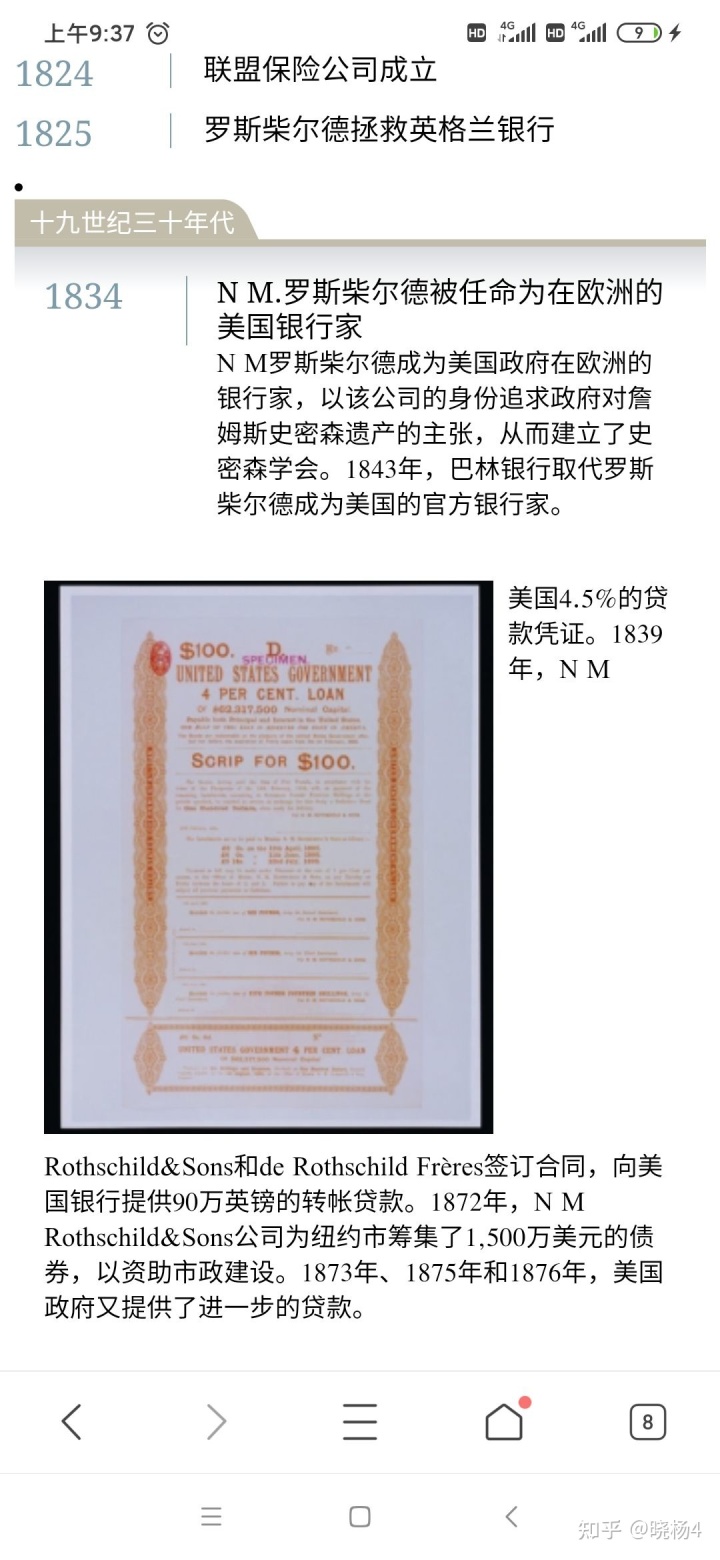 上午9:37
HD 4G HD 4G 9
1824 联盟保险公司成立
1825 罗斯柴尔德拯救英格兰银行
十九世纪三十年代
1834
N M.罗斯柴尔德被任命为在欧洲的
美国银行家
N M罗斯柴尔德成为美国政府在欧洲的
银行家，以该公司的身份追求政府对詹
姆斯史密森遗产的主张，从而建立了史
密森学会。1843年，巴林银行取代罗斯
柴尔德成为美国的官方银行家。
$100. D.
SPECIMEN
UNITED STATES GOVERNMENT
4 PER CENT. LOAN
Nominal Capital
SCRIP FOR $100.
UNITED STATES GOVERNMENT 4 PER CENT. LOAN
美国4.5%的贷
款凭证。1839
年，N M
Rothschild&Sons和de Rothschild Frères签订合同，向美
国银行提供90万英镑的转帐贷款。1872年，N M
Rothschild&Sons公司为纽约市筹集了1,500万美元的债
券，以资助市政建设。1873年、1875年和1876年，美国
政府又提供了进一步的贷款。
8
知乎 @晓杨4